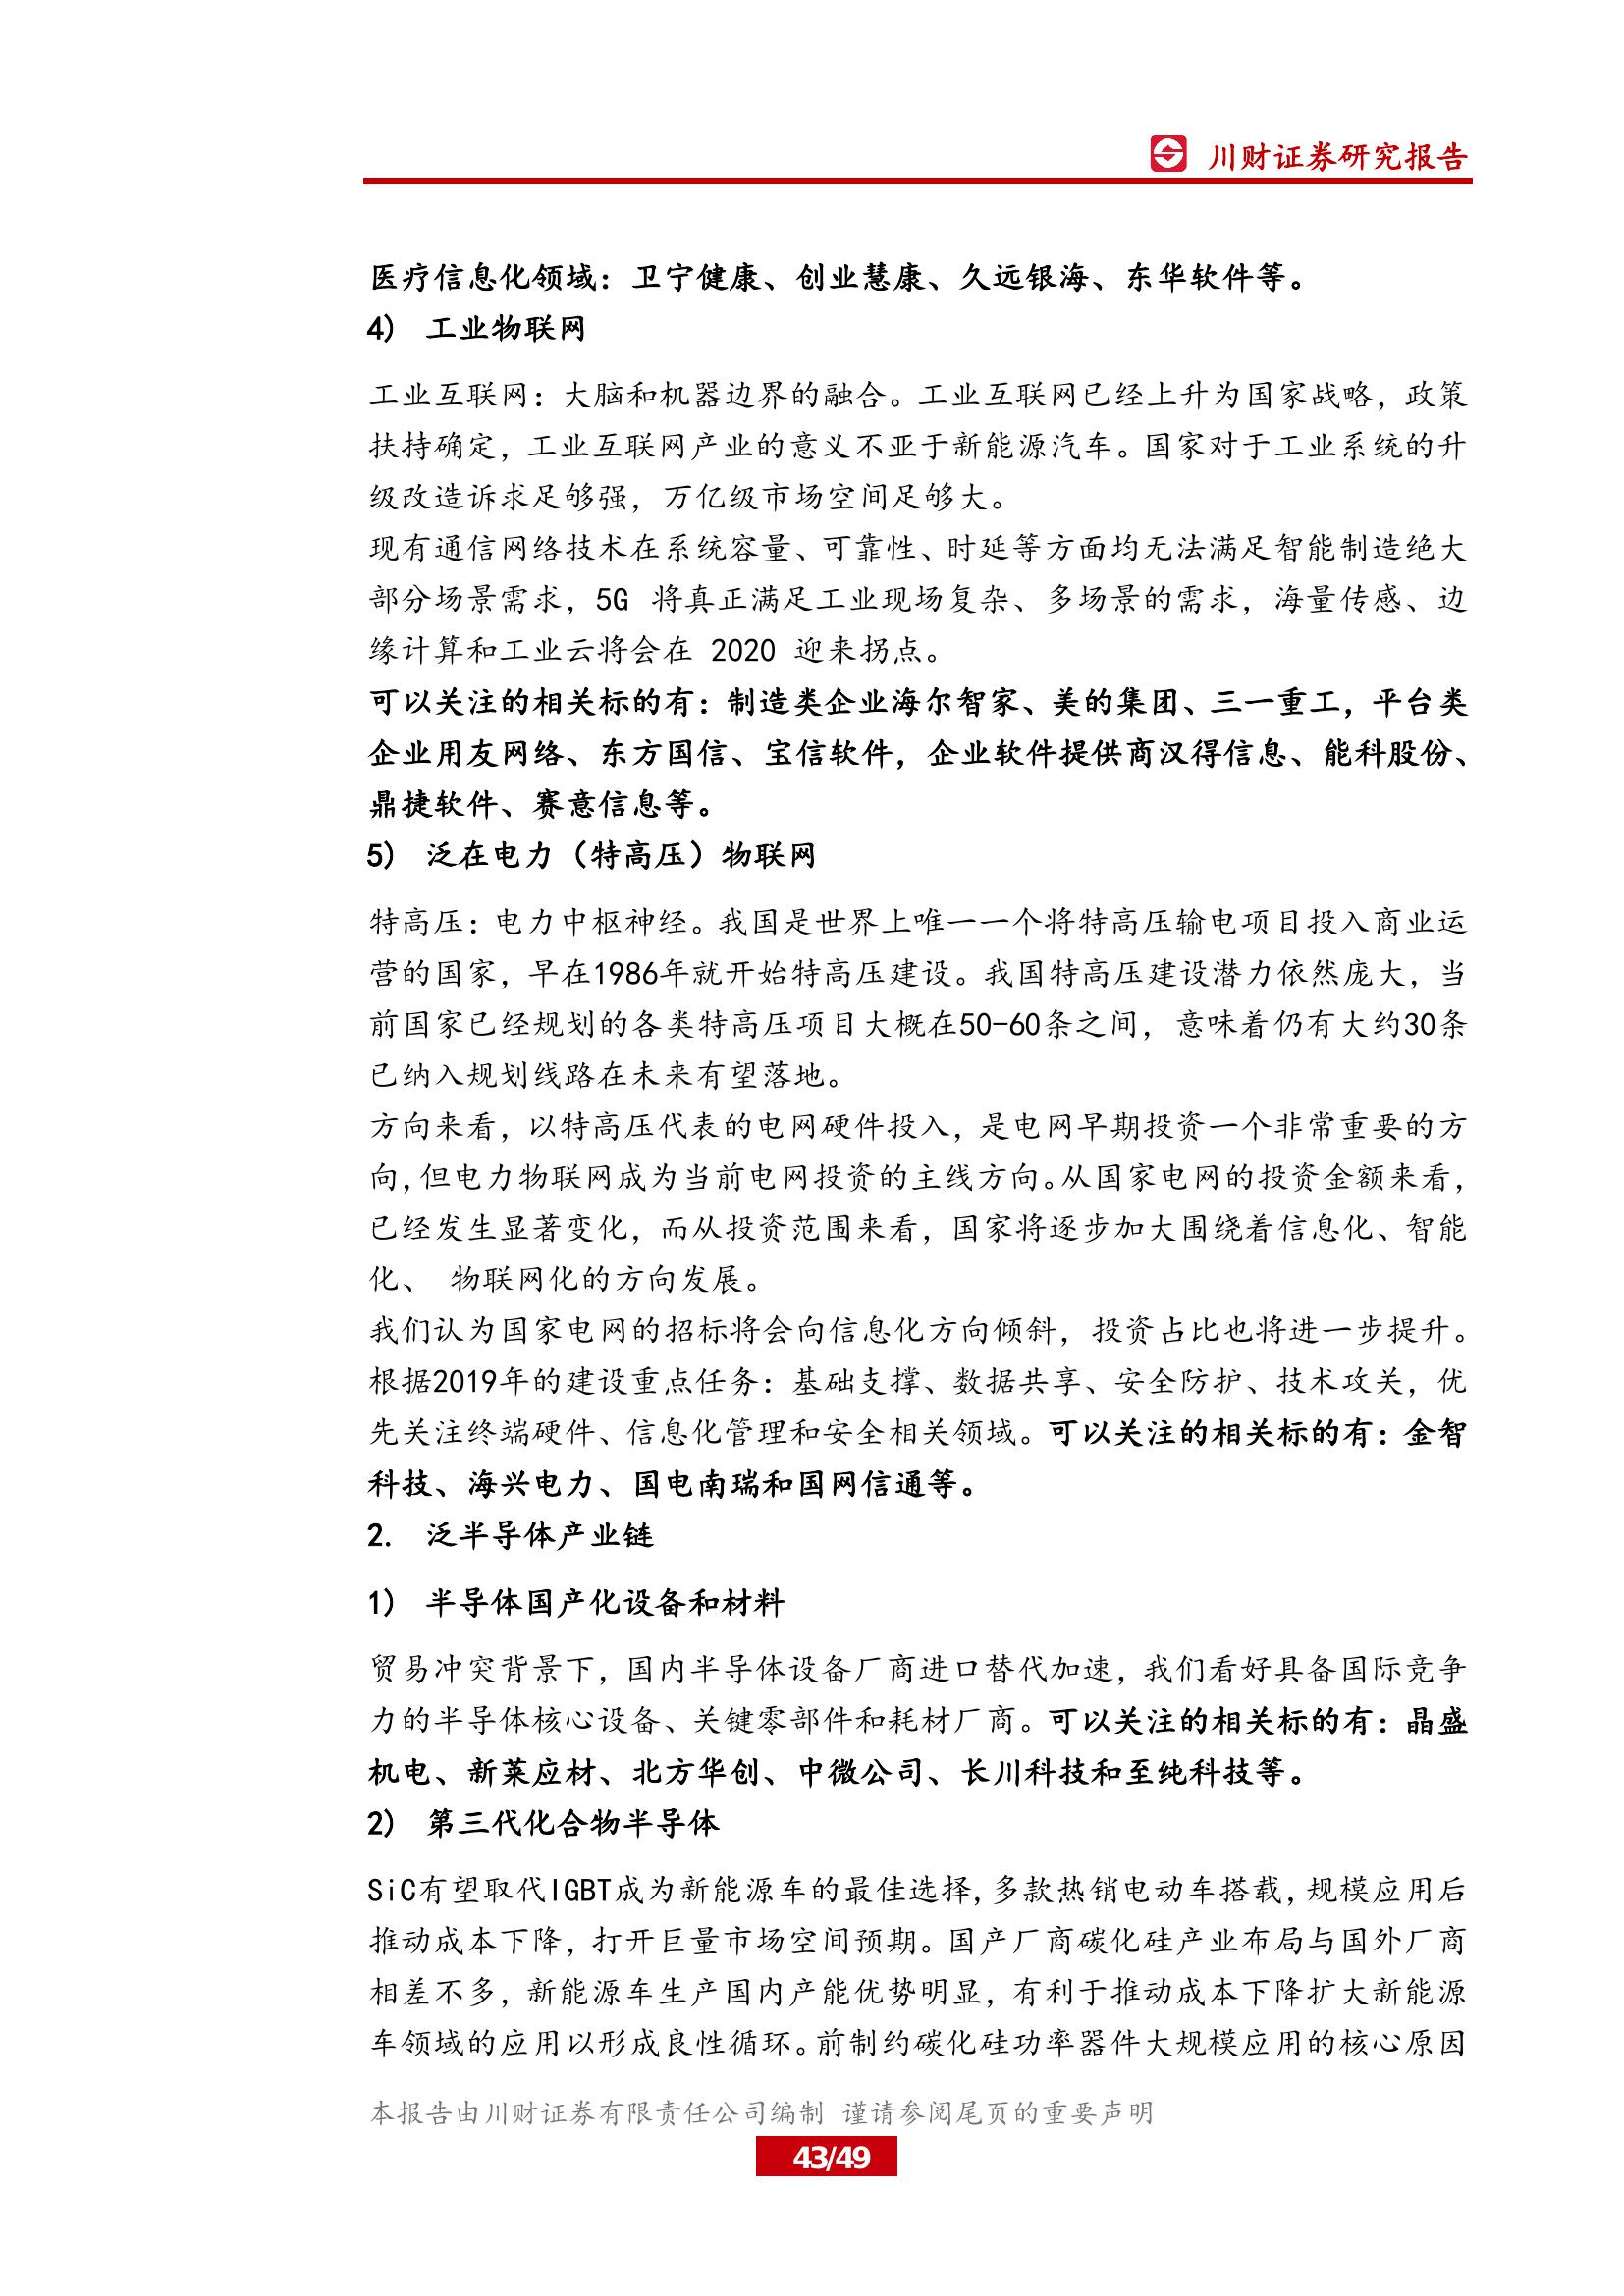 川财证券研究报告
医疗信息化领域：卫宁健康、创业慧康、久远银海、东华软件等。
4) 工业物联网
工业互联网：大脑和机器边界的融合。工业互联网已经上升为国家战略，政策
扶持确定，工业互联网产业的意义不亚于新能源汽车。国家对于工业系统的升
级改造诉求足够强，万亿级市场空间足够大。
现有通信网络技术在系统容量、可靠性、时延等方面均无法满足智能制造绝大
部分场景需求，5G 将真正满足工业现场复杂、多场景的需求，海量传感、边
缘计算和工业云将会在 2020 迎来拐点。
可以关注的相关标的有：制造类企业海尔智家、美的集团、三一重工，平台类
企业用友网络、东方国信、宝信软件，企业软件提供商汉得信息、能科股份、
鼎捷软件、赛意信息等。
5) 泛在电力（特高压）物联网
特高压：电力中枢神经。我国是世界上唯一一个将特高压输电项目投入商业运
营的国家，早在1986年就开始特高压建设。我国特高压建设潜力依然庞大，当
前国家已经规划的各类特高压项目大概在50-60条之间，意味着仍有大约30条
已纳入规划线路在未来有望落地。
方向来看，以特高压代表的电网硬件投入，是电网早期投资一个非常重要的方
向，但电力物联网成为当前电网投资的主线方向。从国家电网的投资金额来看，
已经发生显著变化，而从投资范围来看，国家将逐步加大围绕着信息化、智能
化、 物联网化的方向发展。
我们认为国家电网的招标将会向信息化方向倾斜，投资占比也将进一步提升。
根据2019年的建设重点任务：基础支撑、数据共享、安全防护、技术攻关，优
先关注终端硬件、信息化管理和安全相关领域。可以关注的相关标的有：金智
科技、海兴电力、国电南瑞和国网信通等。
2. 泛半导体产业链
1) 半导体国产化设备和材料
贸易冲突背景下，国内半导体设备厂商进口替代加速，我们看好具备国际竞争
力的半导体核心设备、关键零部件和耗材厂商。可以关注的相关标的有：晶盛
机电、新莱应材、北方华创、中微公司、长川科技和至纯科技等。
2) 第三代化合物半导体
SiC有望取代IGBT成为新能源车的最佳选择，多款热销电动车搭载，规模应用后
推动成本下降，打开巨量市场空间预期。国产厂商碳化硅产业布局与国外厂商
相差不多，新能源车生产国内产能优势明显，有利于推动成本下降扩大新能源
车领域的应用以形成良性循环。前制约碳化硅功率器件大规模应用的核心原因
本报告由川财证券有限责任公司编制 谨请参阅尾页的重要声明
43/49